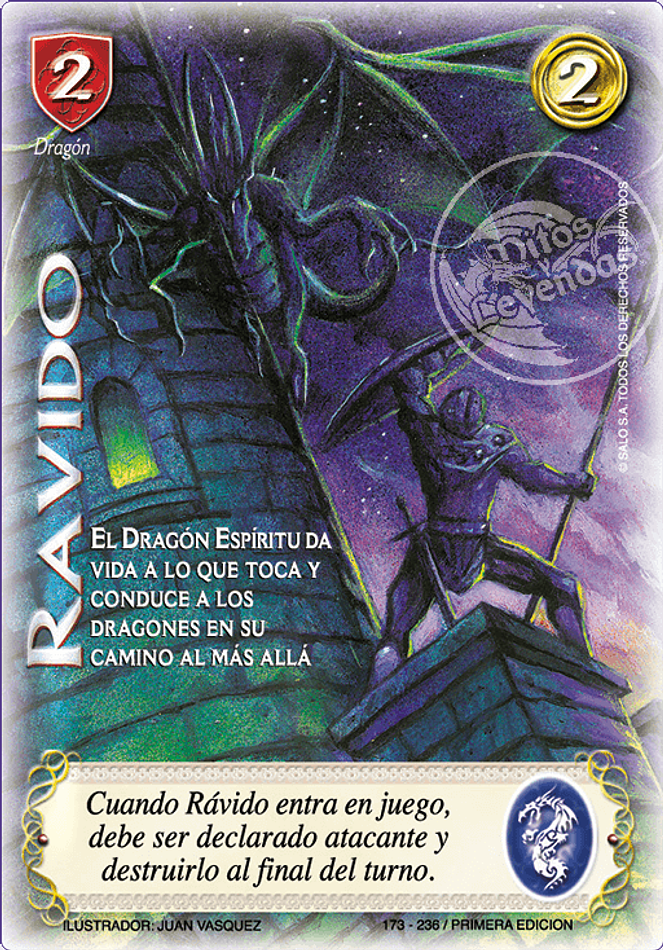 2
2
Dragón
Mitos
y
Leyendas
© SALO S.A. TODOS LOS DERECHOS RESERVADOS
RAVIDO
EL DRAGÓN ESPÍRITU DA
VIDA A LO QUE TOCA Y
CONDUCE A LOS
DRAGONES EN SU
CAMINO AL MÁS ALLÁ
Cuando Rávido entra en juego,
debe ser declarado atacante y
destruirlo al final del turno.
ILUSTRADOR: JUAN VASQUEZ
173 - 236 / PRIMERA EDICION